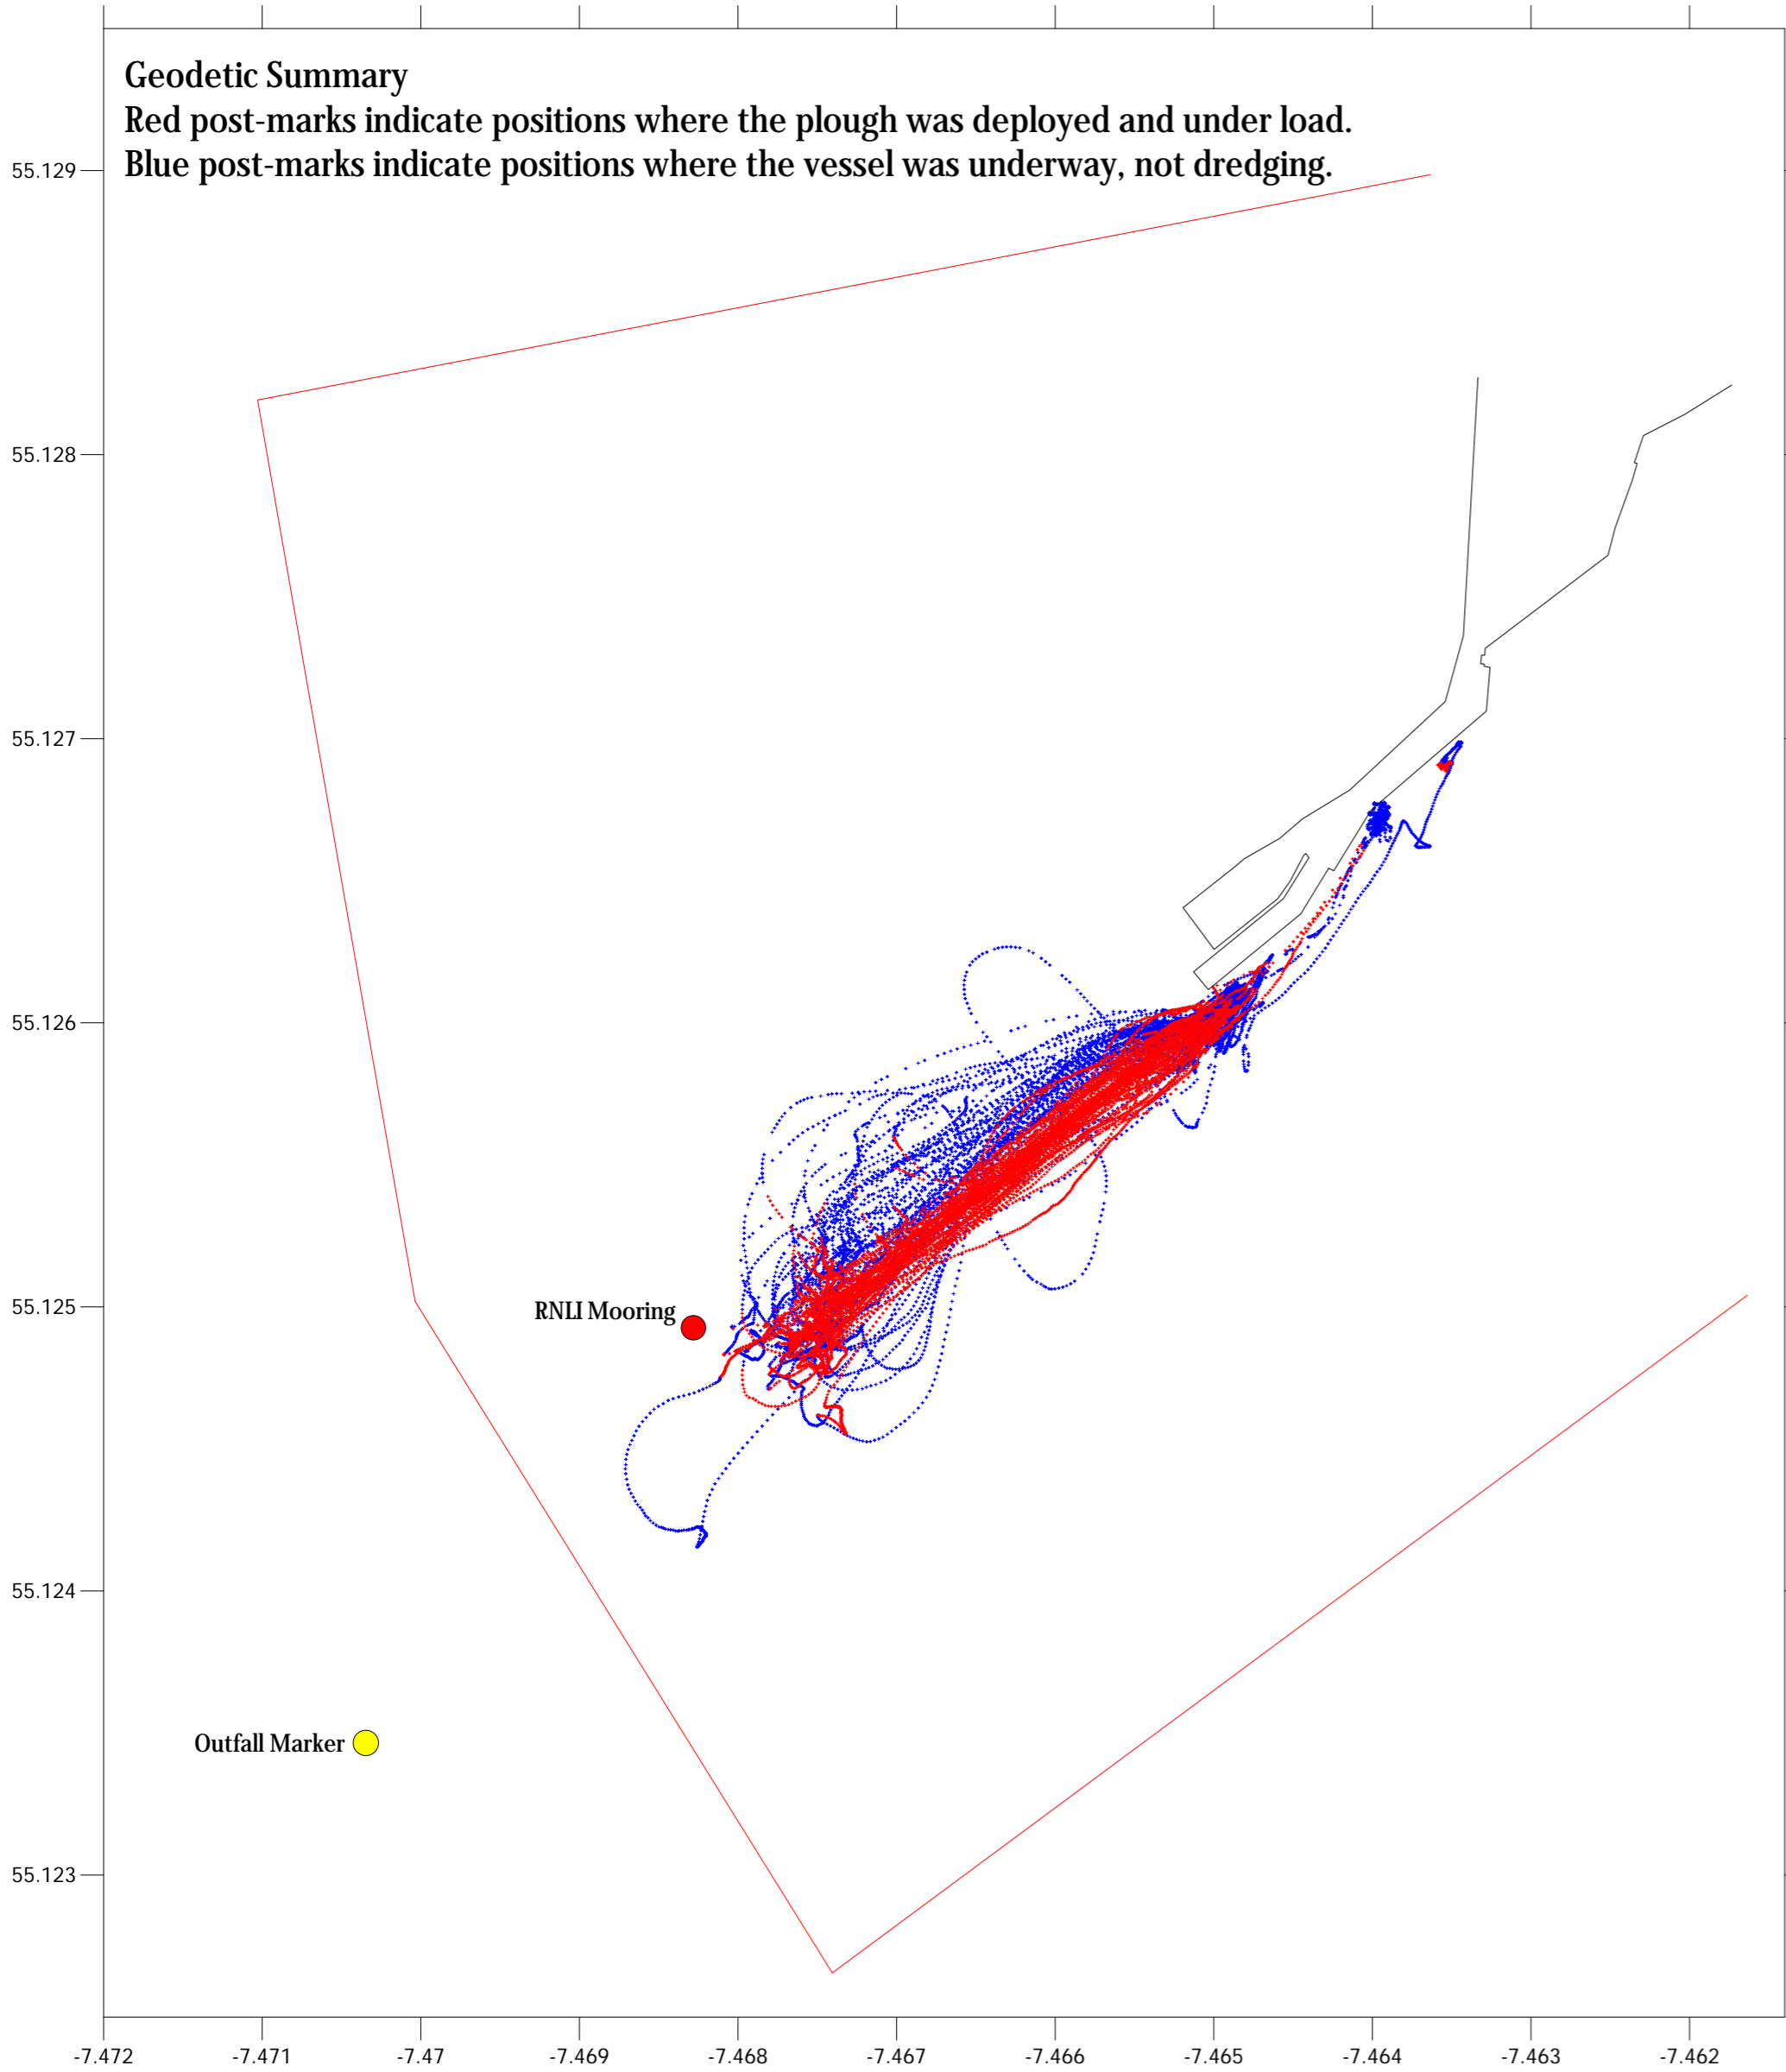 Geodetic Summary
Red post-marks indicate positions where the plough was deployed and under load.
Blue post-marks indicate positions where the vessel was underway, not dredging.
55.129
55.128
55.127
55.126
55.125
RNLI Mooring
55.124
Outfall Marker
55.123
-7.472 -7.471 -7.47 -7.469 -7.468 -7.467 -7.466 -7.465 -7.464 -7.463 -7.462